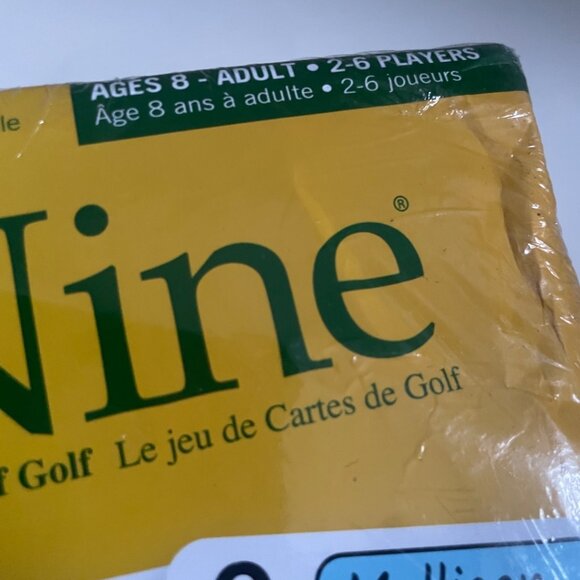 AGES 8 - ADULT • 2-6 PLAYERS
Âge 8 ans à adulte • 2-6 joueurs
Nine®
Golf Le jeu de Cartes de Golf